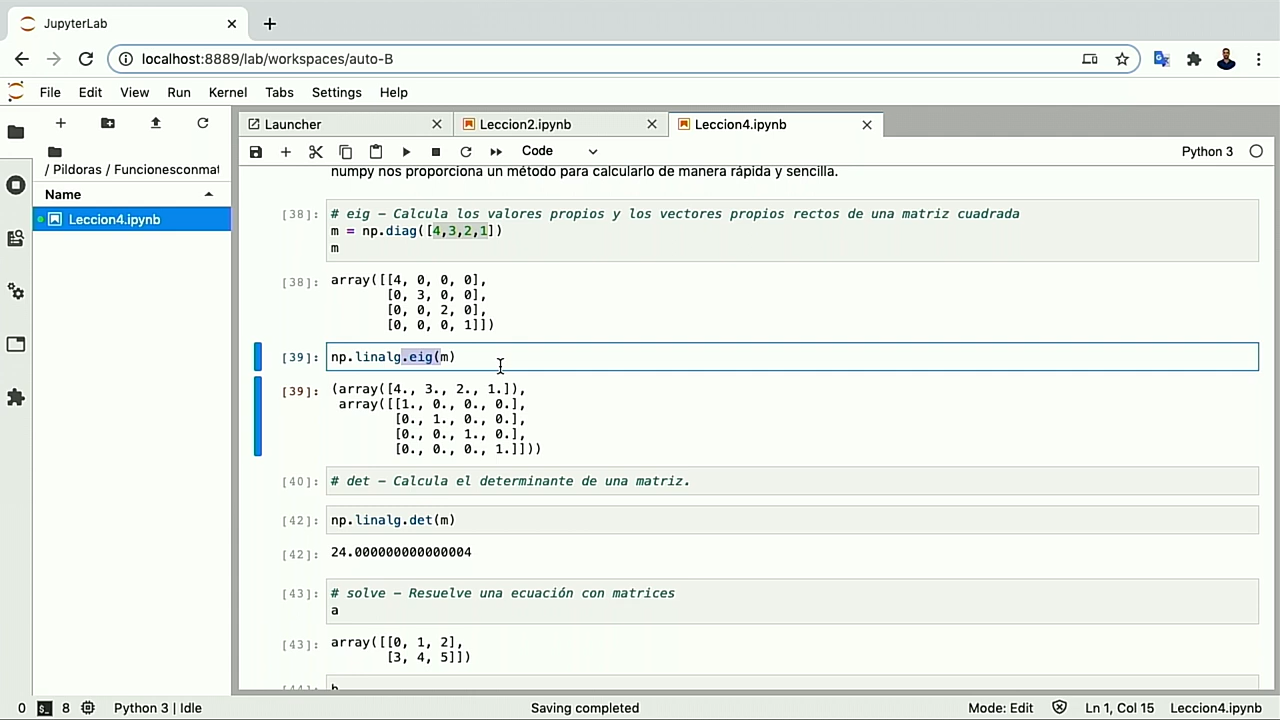 JupyterLab
localhost:8889/lab/workspaces/auto-B
File Edit View Run Kernel Tabs Settings Help
/ Pildoras / Funcionesconmat
Name
Leccion4.ipynb
Launcher
Leccion2.ipynb
Leccion4.ipynb
Code
Python 3
numpy nos proporciona un método para calcularlo de manera rápida y sencilla.
[38]: # eig – Calcula los valores propios y los vectores propios rectos de una matriz cuadrada
m = np.diag([4,3,2,1])
m
[38]: array([[4, 0, 0, 0],
[0, 3, 0, 0],
[0, 0, 2, 0],
[0, 0, 0, 1]])
[39]: np.linalg.eig(m)
[39]: (array([4., 3., 2., 1.]),
array([[1., 0., 0., 0.],
[0., 1., 0., 0.],
[0., 0., 1., 0.],
[0., 0., 0., 1.]]))
[40]: # det – Calcula el determinante de una matriz.
[42]: np.linalg.det(m)
[42]: 24.000000000000004
[43]: # solve – Resuelve una ecuación con matrices
a
[43]: array([[0, 1, 2],
[3, 4, 5]])
[44]: b
0 $_ 8 Python 3 | Idle Saving completed Mode: Edit Ln 1, Col 15 Leccion4.ipynb